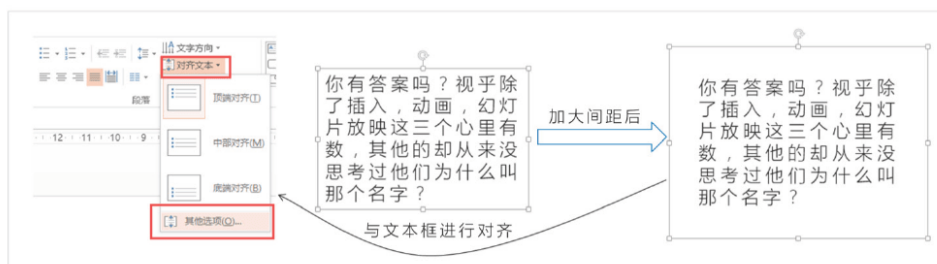 文字方向
对齐文本
顶端对齐(T)
段落
12 11 10 9
中部对齐(M)
底端对齐(B)
其他选项(O)...
你有答案吗？视乎除
了插入，动画，幻灯
片放映这三个心里有
数，其他的却从来没
思考过他们为什么叫
那个名字？
加大间距后
你有答案吗？视乎除
了插入，动画，幻灯
片放映这三个心里有
数，其他的却从来没
思考过他们为什么叫
那个名字？
与文本框进行对齐